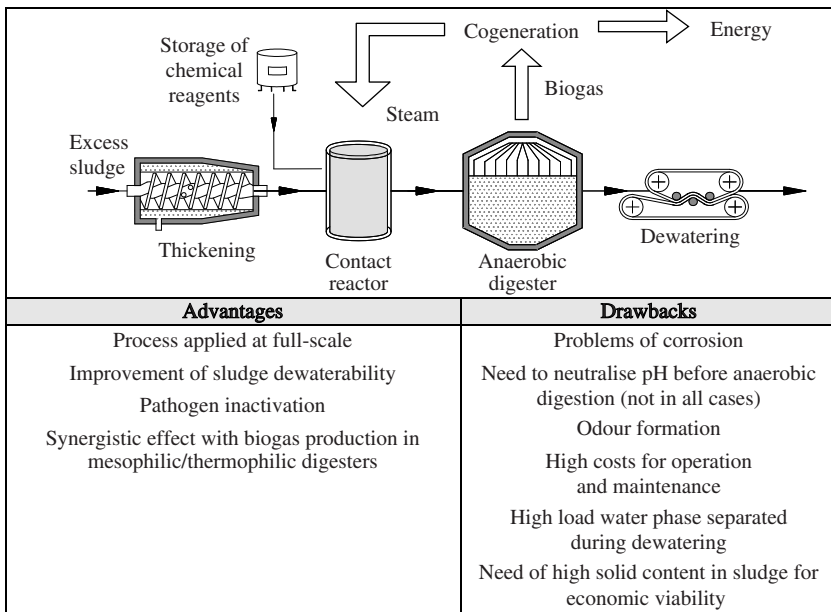 Storage of
chemical
reagents
Cogeneration
Energy
Biogas
Steam
Excess
sludge
Thickening
Contact
reactor
Anaerobic
digester
Dewatering
Advantages
Process applied at full-scale
Improvement of sludge dewaterability
Pathogen inactivation
Synergistic effect with biogas production in
mesophilic/thermophilic digesters
Drawbacks
Problems of corrosion
Need to neutralise pH before anaerobic
digestion (not in all cases)
Odour formation
High costs for operation
and maintenance
High load water phase separated
during dewatering
Need of high solid content in sludge for
economic viability